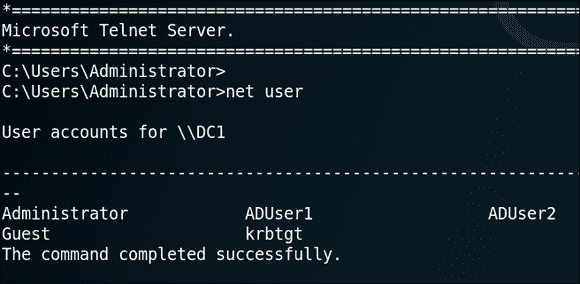 *===============================================================
Microsoft Telnet Server.
*===============================================================
C:\Users\Administrator>
C:\Users\Administrator>net user

User accounts for \\DC1

-----------------------------------------------------------------
--
Administrator            ADUser1                  ADUser2
Guest                    krbtgt
The command completed successfully.